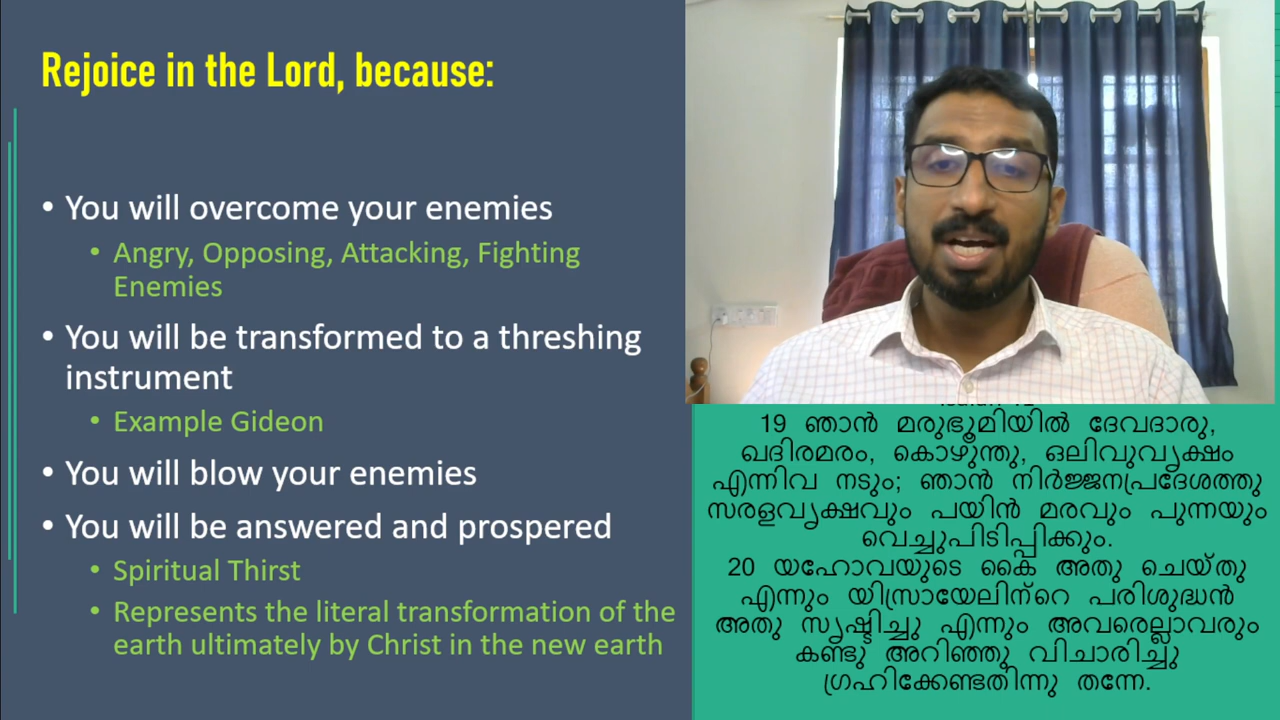 Rejoice in the Lord, because:
• You will overcome your enemies
• Angry, Opposing, Attacking, Fighting
Enemies
• You will be transformed to a threshing
instrument
• Example Gideon
• You will blow your enemies
• You will be answered and prospered
• Spiritual Thirst
• Represents the literal transformation of the
earth ultimately by Christ in the new earth
19 ഞാൻ മരുഭൂമിയിൽ ദേവദാരു,
ഖദിരമരം, കൊഴുന്തു, ഒലിവുവൃക്ഷം
എന്നിവ നടും; ഞാൻ നിർജ്ജനപ്രദേശത്തു
സരളവൃക്ഷവും പയിൻ മരവും പുന്നയും
വെച്ചുപിടിപ്പിക്കും.
20 യഹോവയുടെ കൈ അതു ചെയ്തു
എന്നും യിസ്രായേലിന്റെ പരിശുദ്ധൻ
അതു സൃഷ്ടിച്ചു എന്നും അവരെല്ലാവരും
കണ്ടു അറിഞ്ഞു വിചാരിച്ചു
ഗ്രഹിക്കേണ്ടതിന്നു തന്നേ.